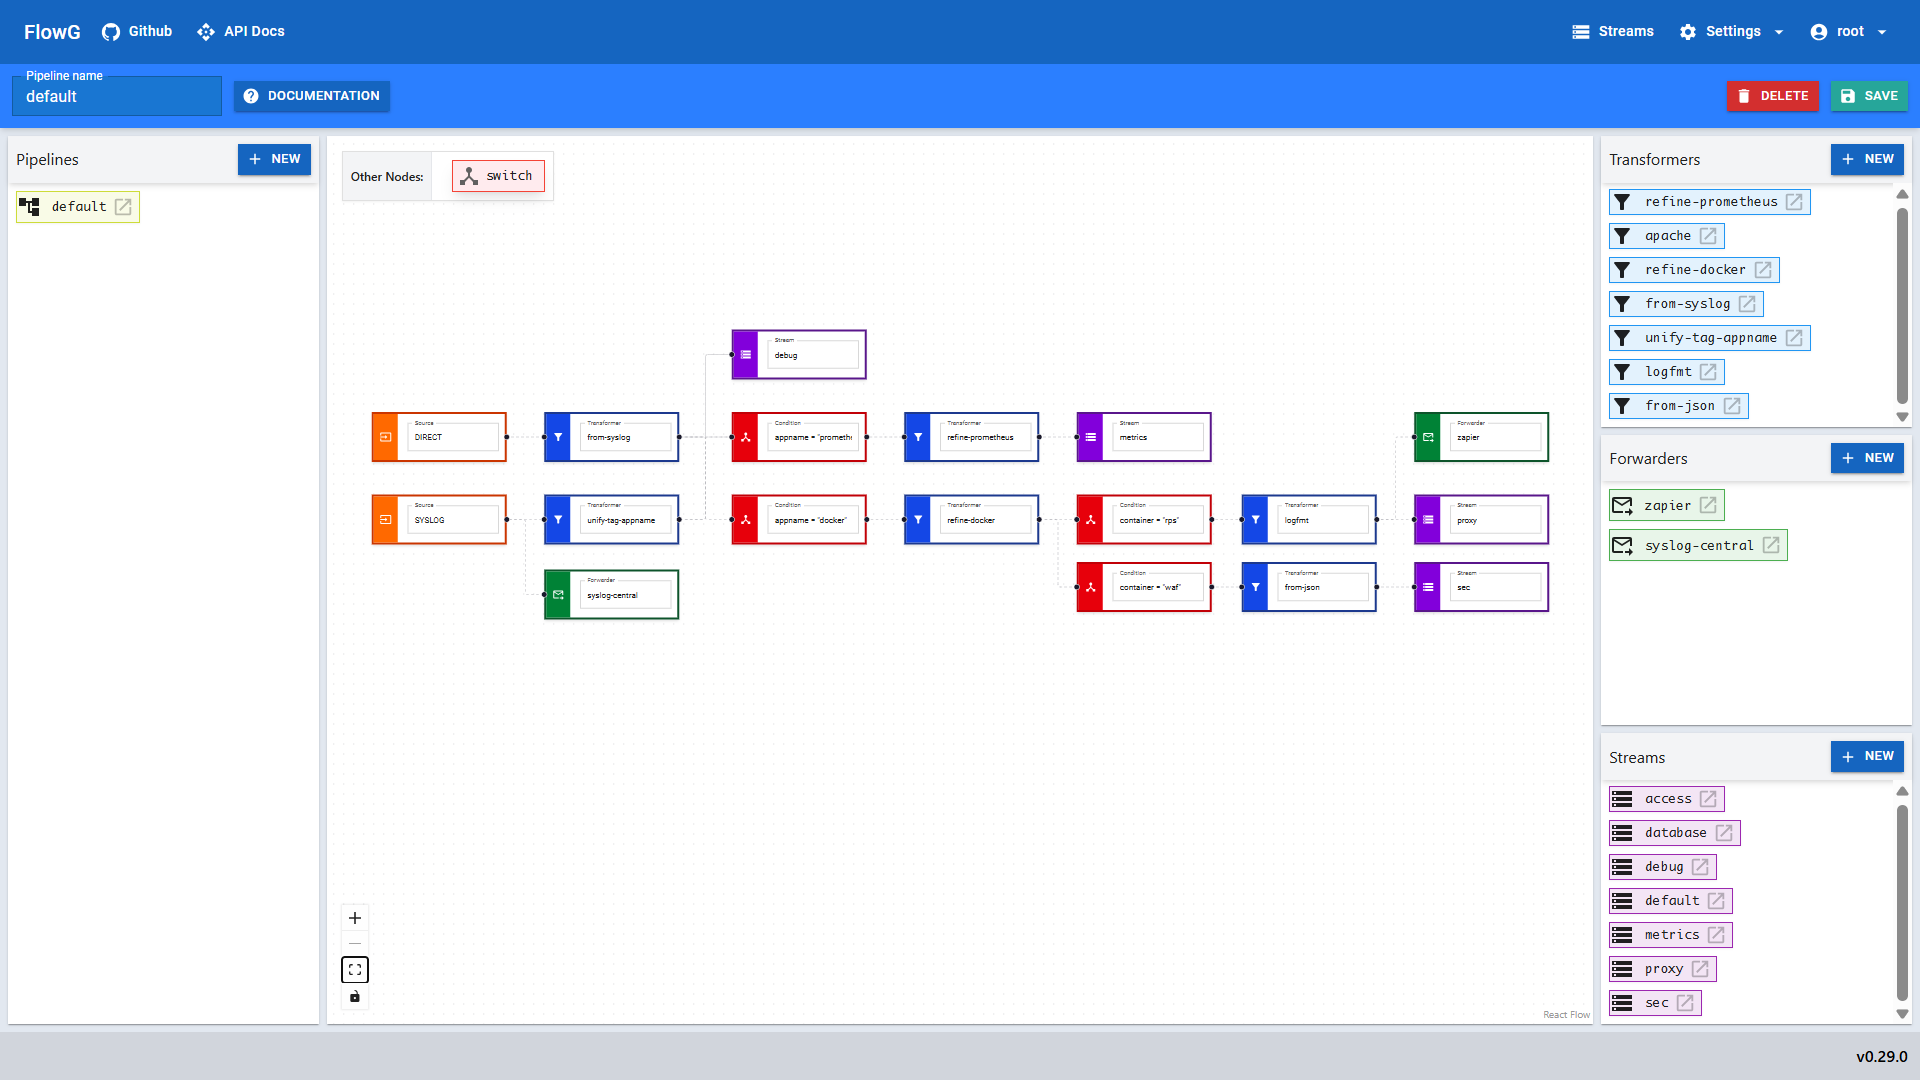 FlowG
Github
API Docs
Streams
Settings
root
Pipeline name
default
DOCUMENTATION
DELETE
SAVE
Pipelines
NEW
default
Other Nodes:
switch
Stream
debug
Source
DIRECT
Transformer
from-syslog
Condition
appname = "prometh
Transformer
refine-prometheus
Stream
metrics
Forwarder
zapier
Source
SYSLOG
Transformer
unify-tag-appname
Condition
appname = "docker"
Transformer
refine-docker
Condition
container = "rps"
Transformer
logfmt
Stream
proxy
Forwarder
syslog-central
Condition
container = "waf"
Transformer
from-json
Stream
sec
React Flow
Transformers
NEW
refine-prometheus
apache
refine-docker
from-syslog
unify-tag-appname
logfmt
from-json
Forwarders
NEW
zapier
syslog-central
Streams
NEW
access
database
debug
default
metrics
proxy
sec
v0.29.0